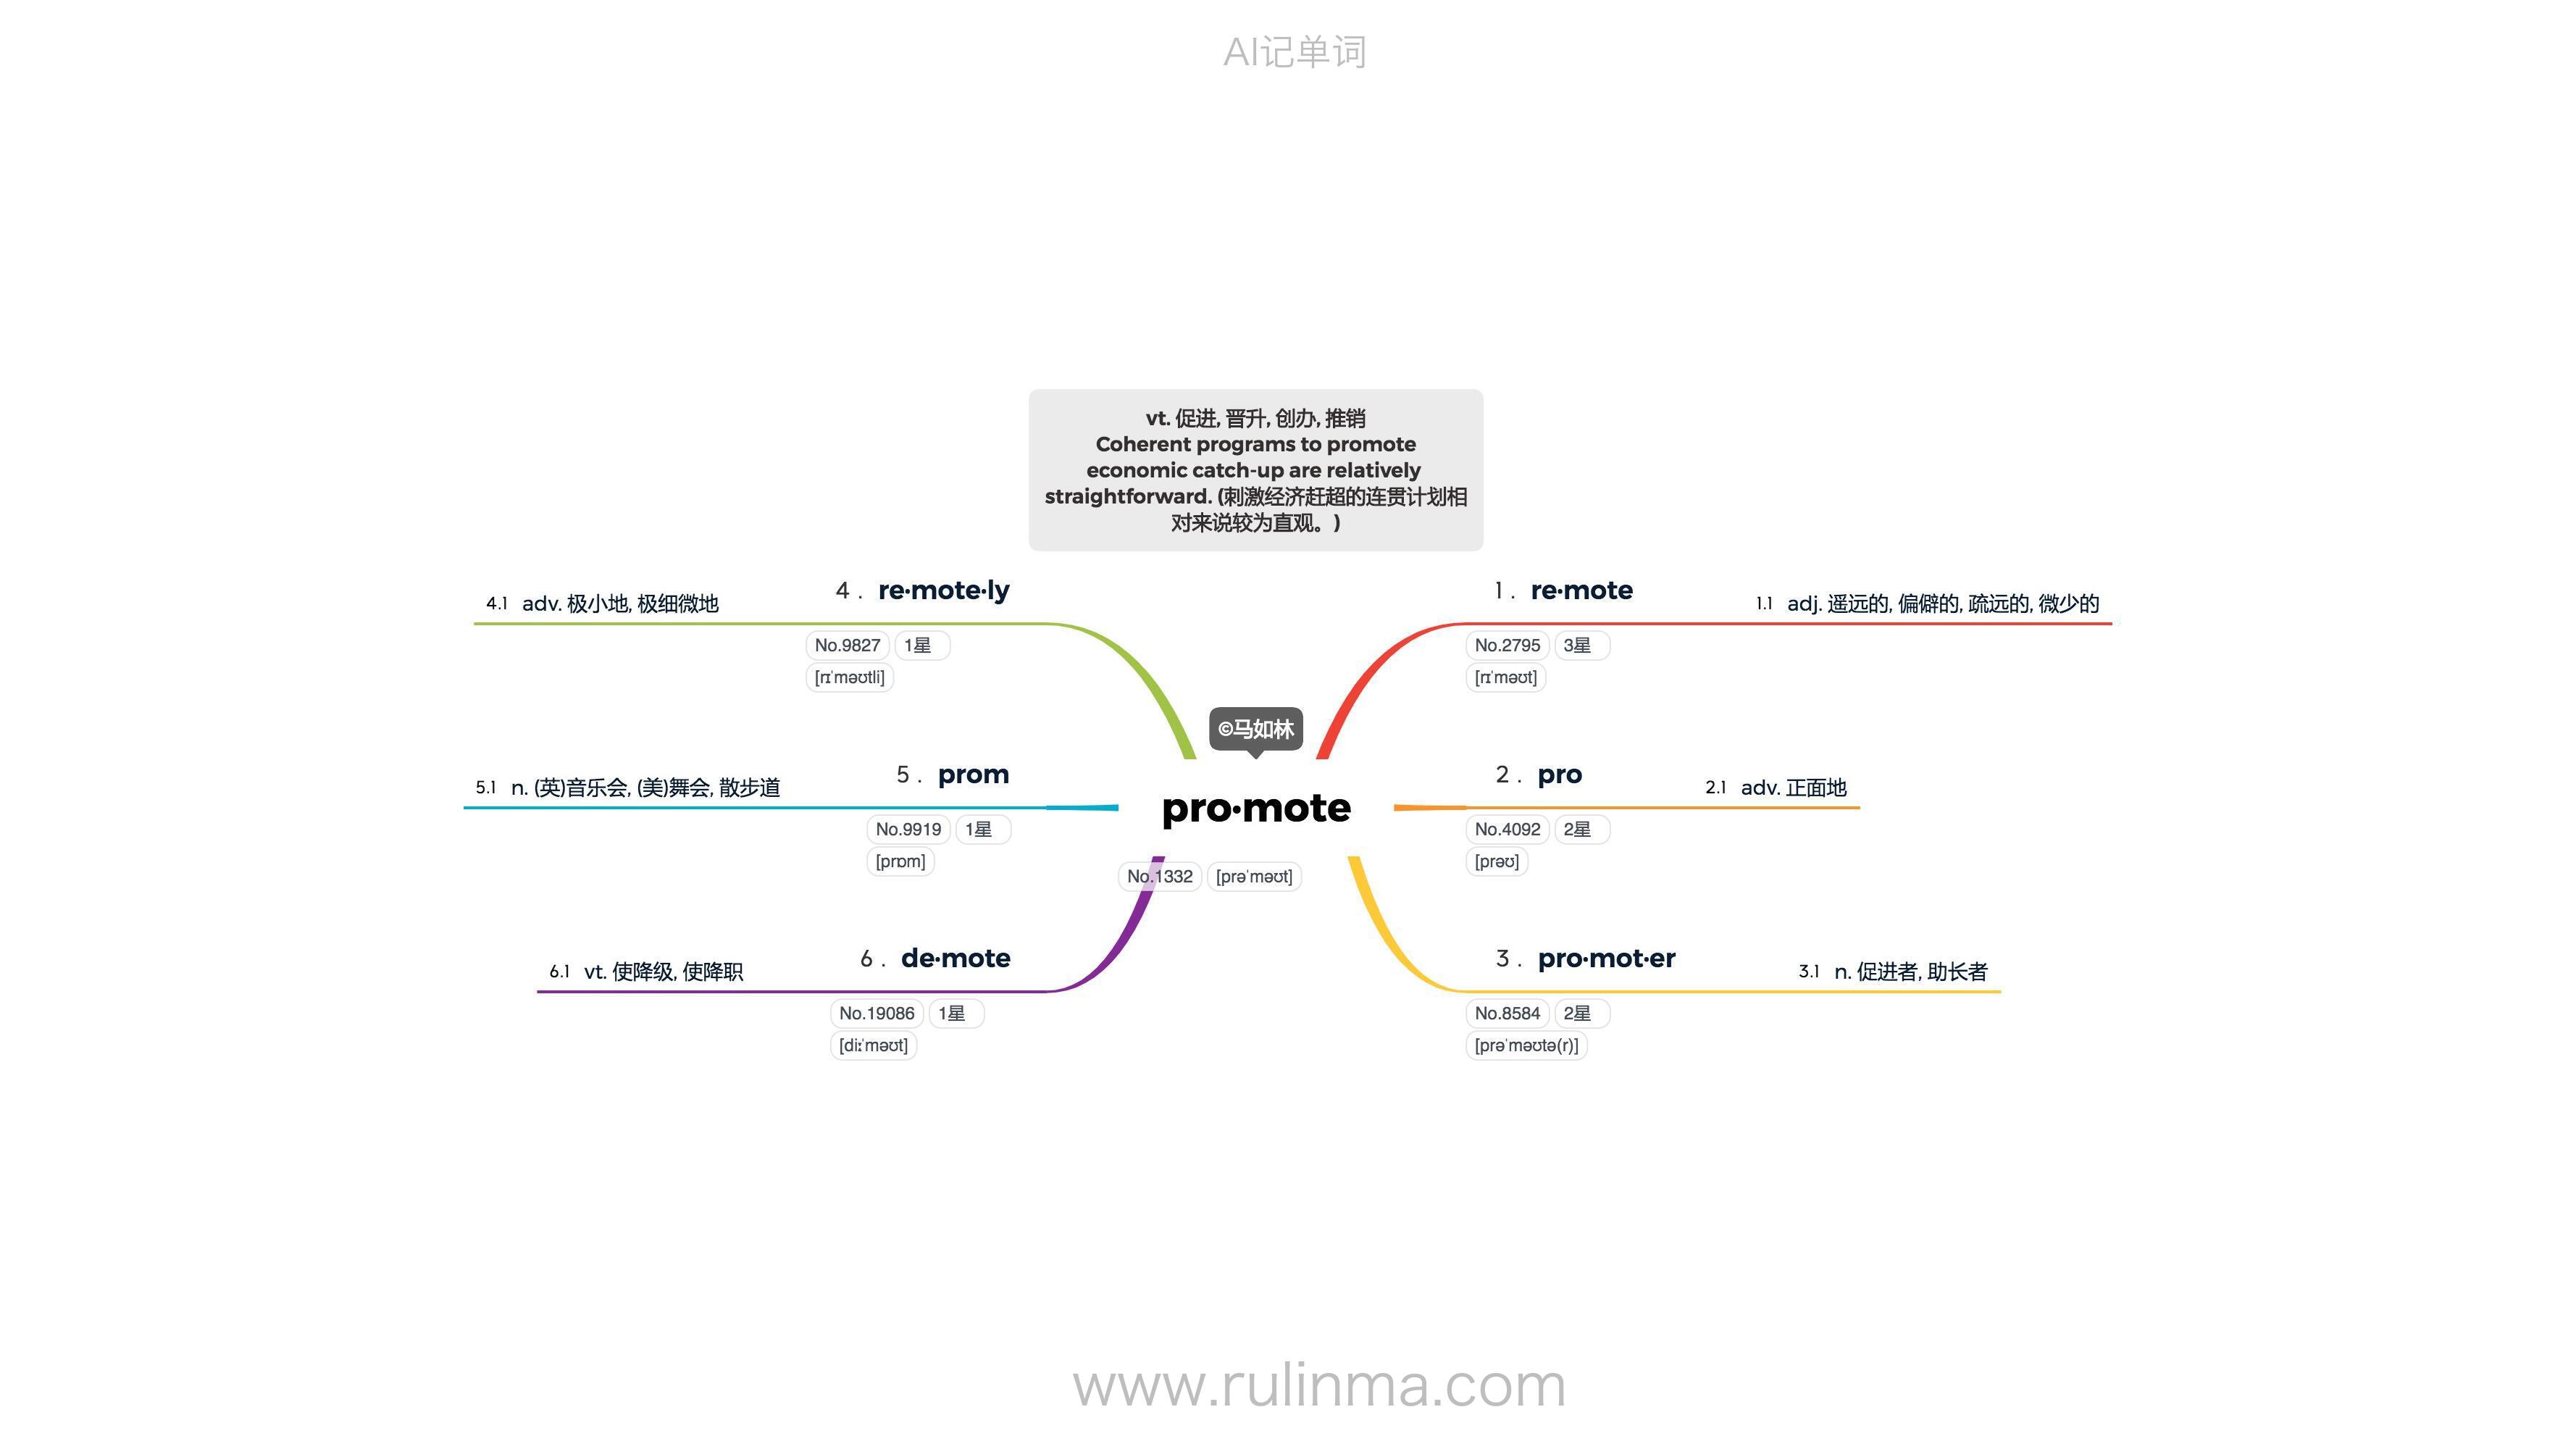 AI记单词
vt. 促进, 晋升, 创办, 推销
Coherent programs to promote
economic catch-up are relatively
straightforward. (刺激经济赶超的连贯计划相
对来说较为直观。)
4 . re·mote·ly
4.1 adv. 极小地, 极细微地
No.9827 1星
[rɪˈməʊtli]
1 . re·mote
1.1 adj. 遥远的, 偏僻的, 疏远的, 微少的
No.2795 3星
[rɪˈməʊt]
©马如林
5 . prom
5.1 n. (英)音乐会, (美)舞会, 散步道
No.9919 1星
[prɒm]
pro·mote
No.1332 [prəˈməʊt]
2 . pro
2.1 adv. 正面地
No.4092 2星
[prəʊ]
6 . de·mote
6.1 vt. 使降级, 使降职
No.19086 1星
[diːˈməʊt]
3 . pro·mot·er
3.1 n. 促进者, 助长者
No.8584 2星
[prəˈməʊtə(r)]
www.rulinma.com